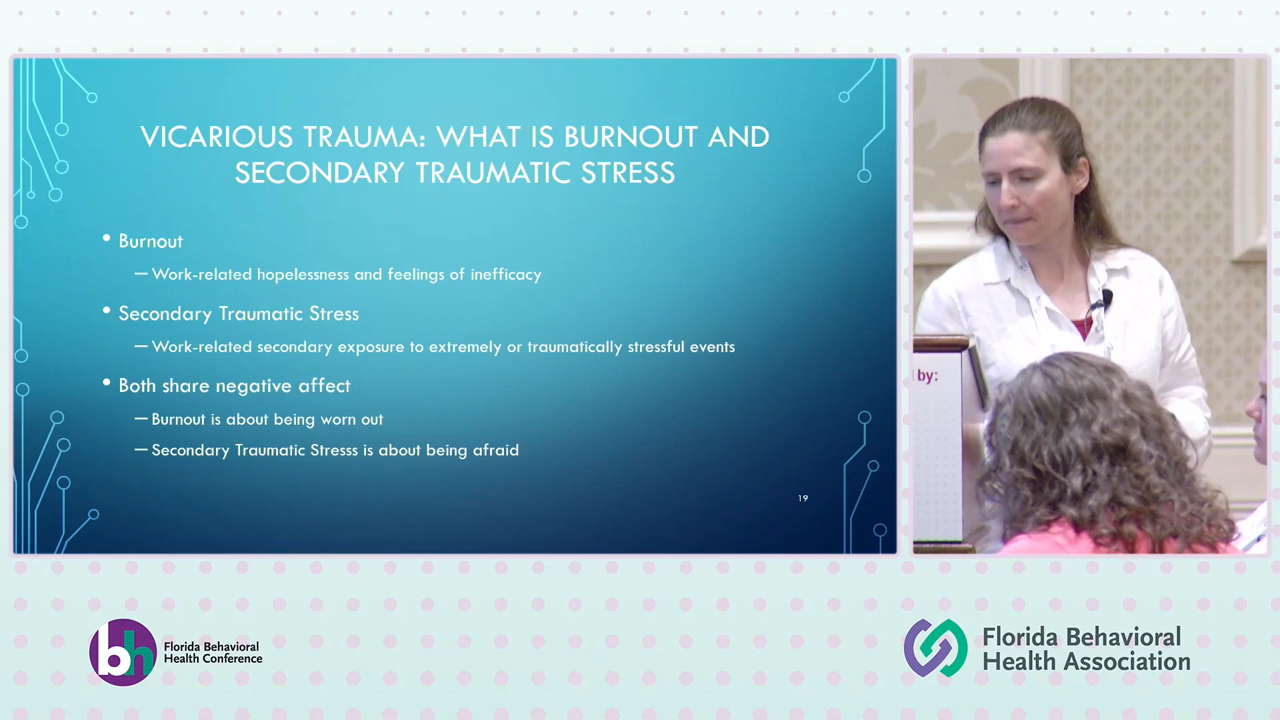 VICARIOUS TRAUMA: WHAT IS BURNOUT AND
SECONDARY TRAUMATIC STRESS
• Burnout
— Work-related hopelessness and feelings of inefficacy
• Secondary Traumatic Stress
— Work-related secondary exposure to extremely or traumatically stressful events
• Both share negative affect
— Burnout is about being worn out
— Secondary Traumatic Stresss is about being afraid
19
by:
bh
Florida Behavioral
Health Conference
Florida Behavioral
Health Association